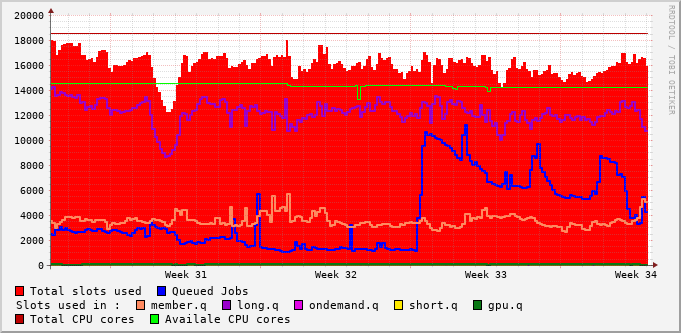 20000
18000
16000
14000
12000
10000
8000
6000
4000
2000
0
Week 31 Week 32 Week 33 Week 34
RRDTOOL / TOBI OETIKER
Total slots used Queued Jobs
Slots used in : member.q long.q ondemand.q short.q gpu.q
Total CPU cores Availale CPU cores